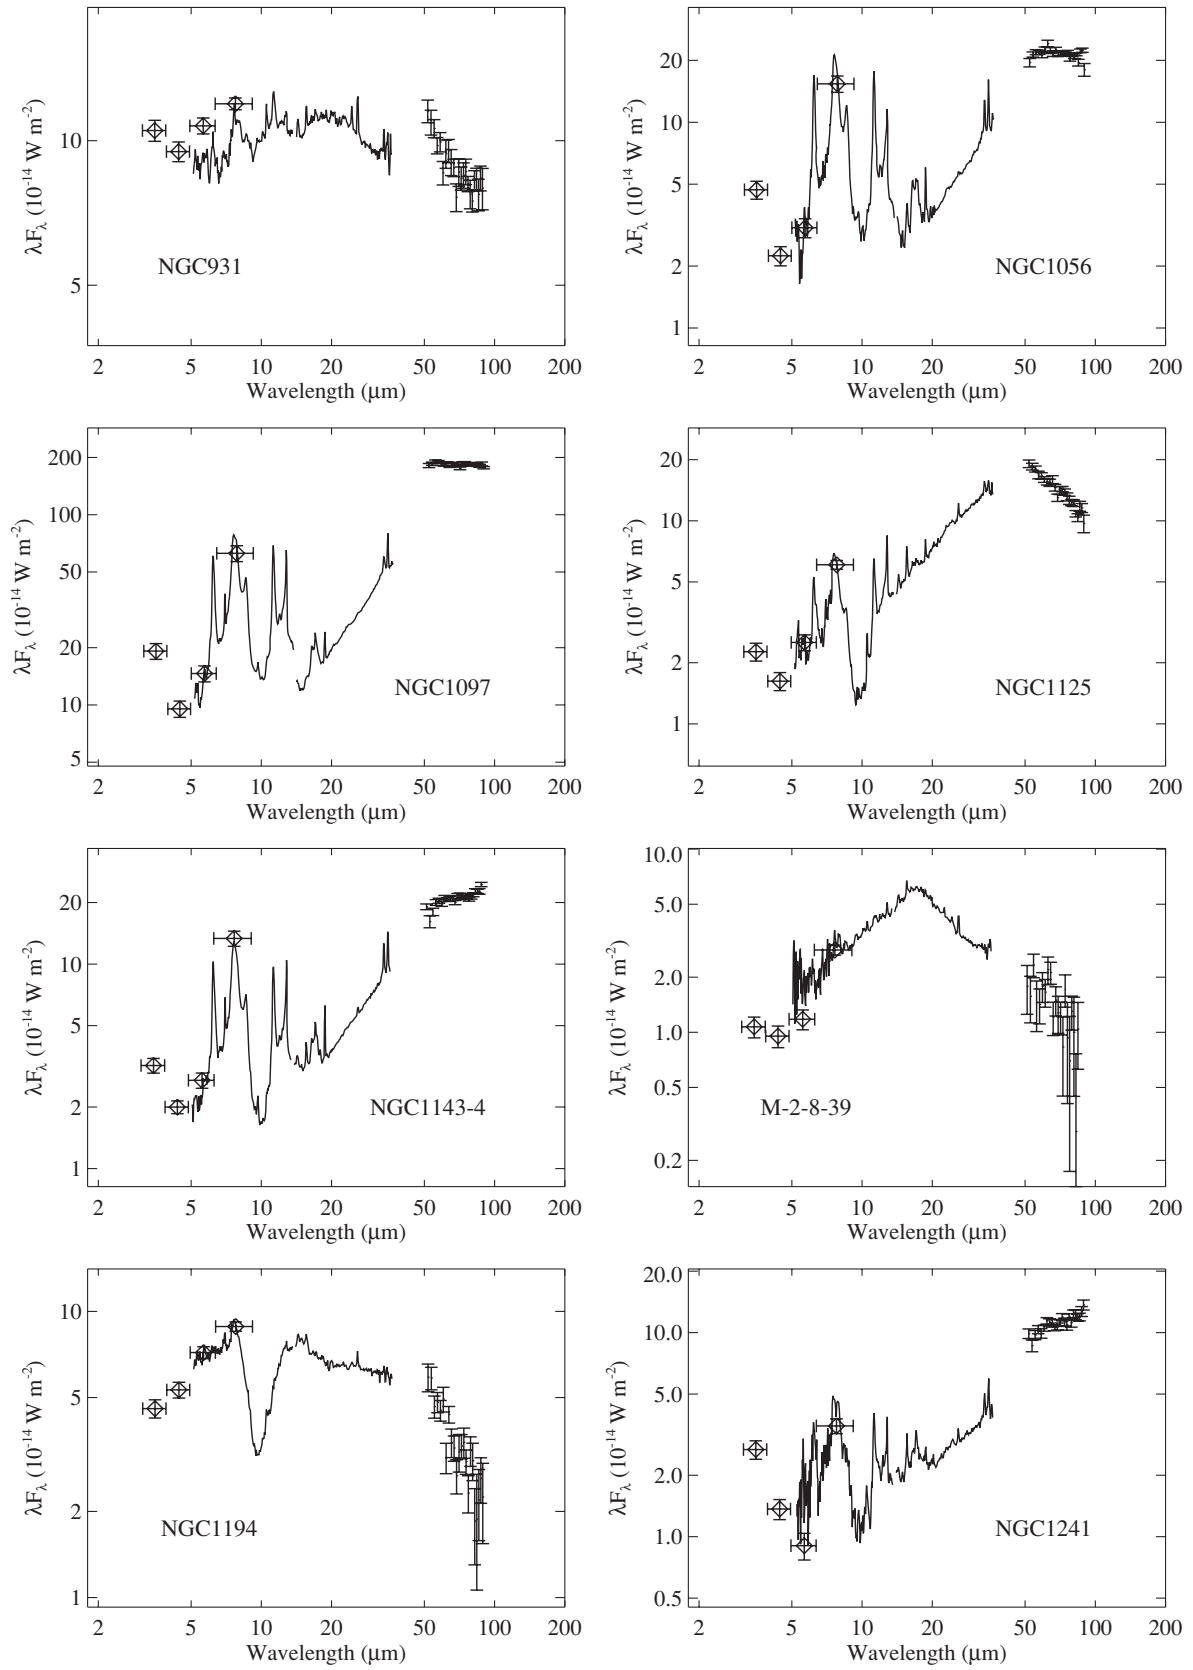 λFλ (10-14 W m-2)
10
5
NGC931
2 5 10 20 50 100 200
Wavelength (μm)
λFλ (10-14 W m-2)
20
10
5
2
1
NGC1056
2 5 10 20 50 100 200
Wavelength (μm)
λFλ (10-14 W m-2)
200
100
50
20
10
5
NGC1097
2 5 10 20 50 100 200
Wavelength (μm)
λFλ (10-14 W m-2)
20
10
5
2
1
NGC1125
2 5 10 20 50 100 200
Wavelength (μm)
λFλ (10-14 W m-2)
20
10
5
2
1
NGC1143-4
2 5 10 20 50 100 200
Wavelength (μm)
λFλ (10-14 W m-2)
10.0
5.0
2.0
1.0
0.5
0.2
M-2-8-39
2 5 10 20 50 100 200
Wavelength (μm)
λFλ (10-14 W m-2)
10
5
2
1
NGC1194
2 5 10 20 50 100 200
Wavelength (μm)
λFλ (10-14 W m-2)
20.0
10.0
5.0
2.0
1.0
0.5
NGC1241
2 5 10 20 50 100 200
Wavelength (μm)